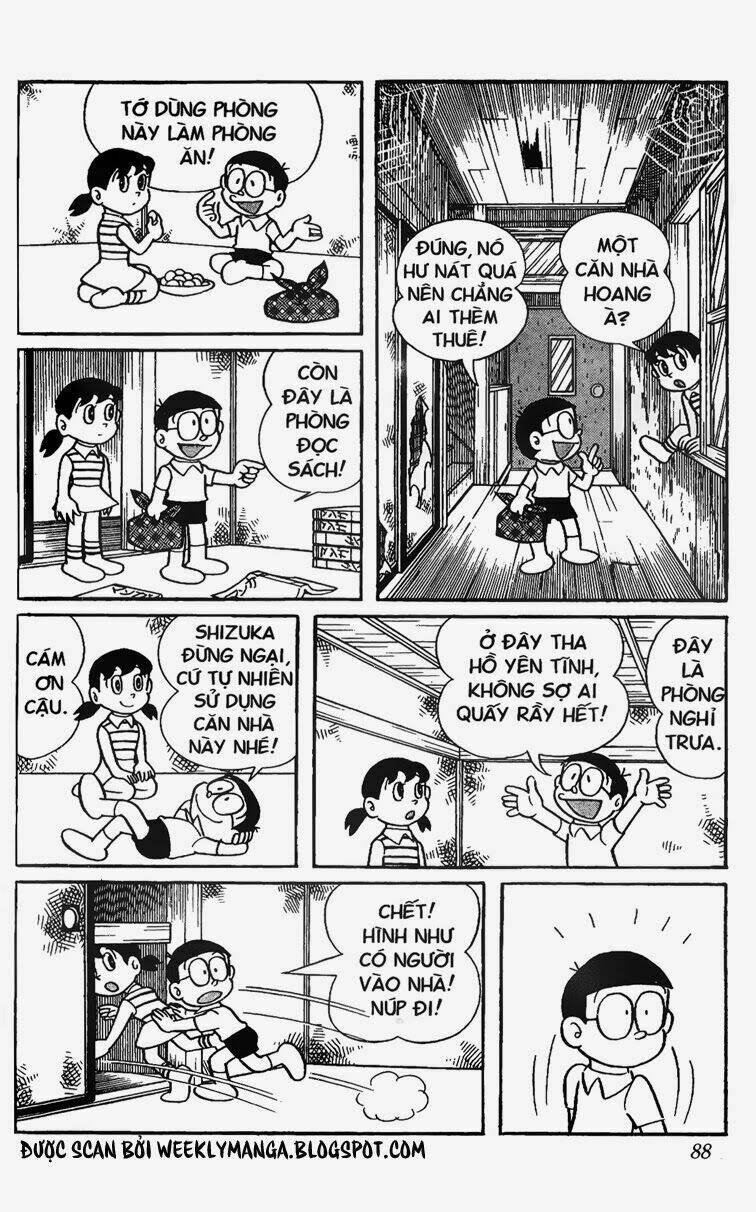 MỘT
CĂN NHÀ
HOANG
À?
ĐÚNG, NÓ
HƯ NÁT QUÁ
NÊN CHẲNG
AI THÈM
THUÊ!
TỚ DÙNG PHÒNG
NÀY LÀM PHÒNG
ĂN!
CÒN
ĐÂY LÀ
PHÒNG
ĐỌC
SÁCH!
ĐÂY
LÀ
PHÒNG
NGHỈ
TRƯA.
Ở ĐÂY THA
HỒ YÊN TĨNH,
KHÔNG SỢ AI
QUẤY RẦY HẾT!
SHIZUKA
ĐỪNG NGẠI,
CỨ TỰ NHIÊN
SỬ DỤNG
CĂN NHÀ
NÀY NHÉ!
CÁM
ƠN
CẬU.
CHẾT!
HÌNH NHƯ
CÓ NGƯỜI
VÀO NHÀ!
NÚP ĐI!
ĐƯỢC SCAN BỞI WEEKLYMANGA.BLOGSPOT.COM
88